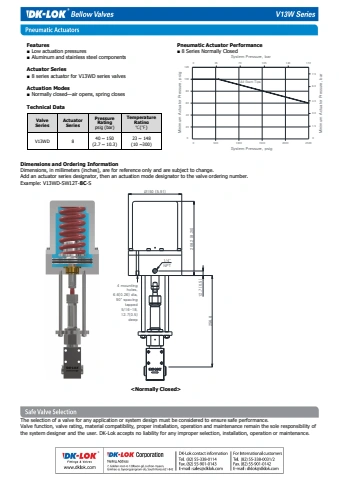 DK-LOK® Bellow Valves V13W Series
Pneumatic Actuators
Features
■ Low actuation pressures
■ Aluminum and stainless steel components
Actuator Series
■ 8 series actuator for V13WD series valves
Actuation Modes
■ Normally closed—air opens, spring closes
Technical Data
Valve Series Actuator Series Pressure Rating psig (bar) Temperature Rating °C(°F)
V13WD 8 40 ~ 150 (2.7 ~ 10.3) 23 ~ 148 (10 ~300)
Pneumatic Actuator Performance
■ 8 Series Normally Closed
System Pressure, bar
Minimum Actuator Pressure, psig
Minimum Actuator Pressure, bar
System Pressure, psig
Dimensions and Ordering Information
Dimensions, in millimeters (inches), are for reference only and are subject to change.
Add an actuator series designator, then an actuation mode designator to the valve ordering number.
Example: V13WD-SW12T-8C-S
4 mounting
holes,
<Normally Closed>
Safe Valve Selection
The selection of a valve for any application or system design must be considered to ensure safe performance.
Valve function, valve rating, material compatibility, proper installation, operation and maintenance remain the sole responsibility of
the system designer and the user. DK-Lok accepts no liability for any improper selection, installation, operation or maintenance.
DK-LOK®
Fittings & Valves
www.dklok.com
DK-LOK® Corporation
DK-Lok contact information
Tel. (82) 55-338-0114
Fax.(82) 55-901-0143
E-mail: sales@dklok.com
For International customers
Tel. (82) 55-338-0031/2
Fax. (82) 55-901-0142
E-mail: dklok@dklok.com